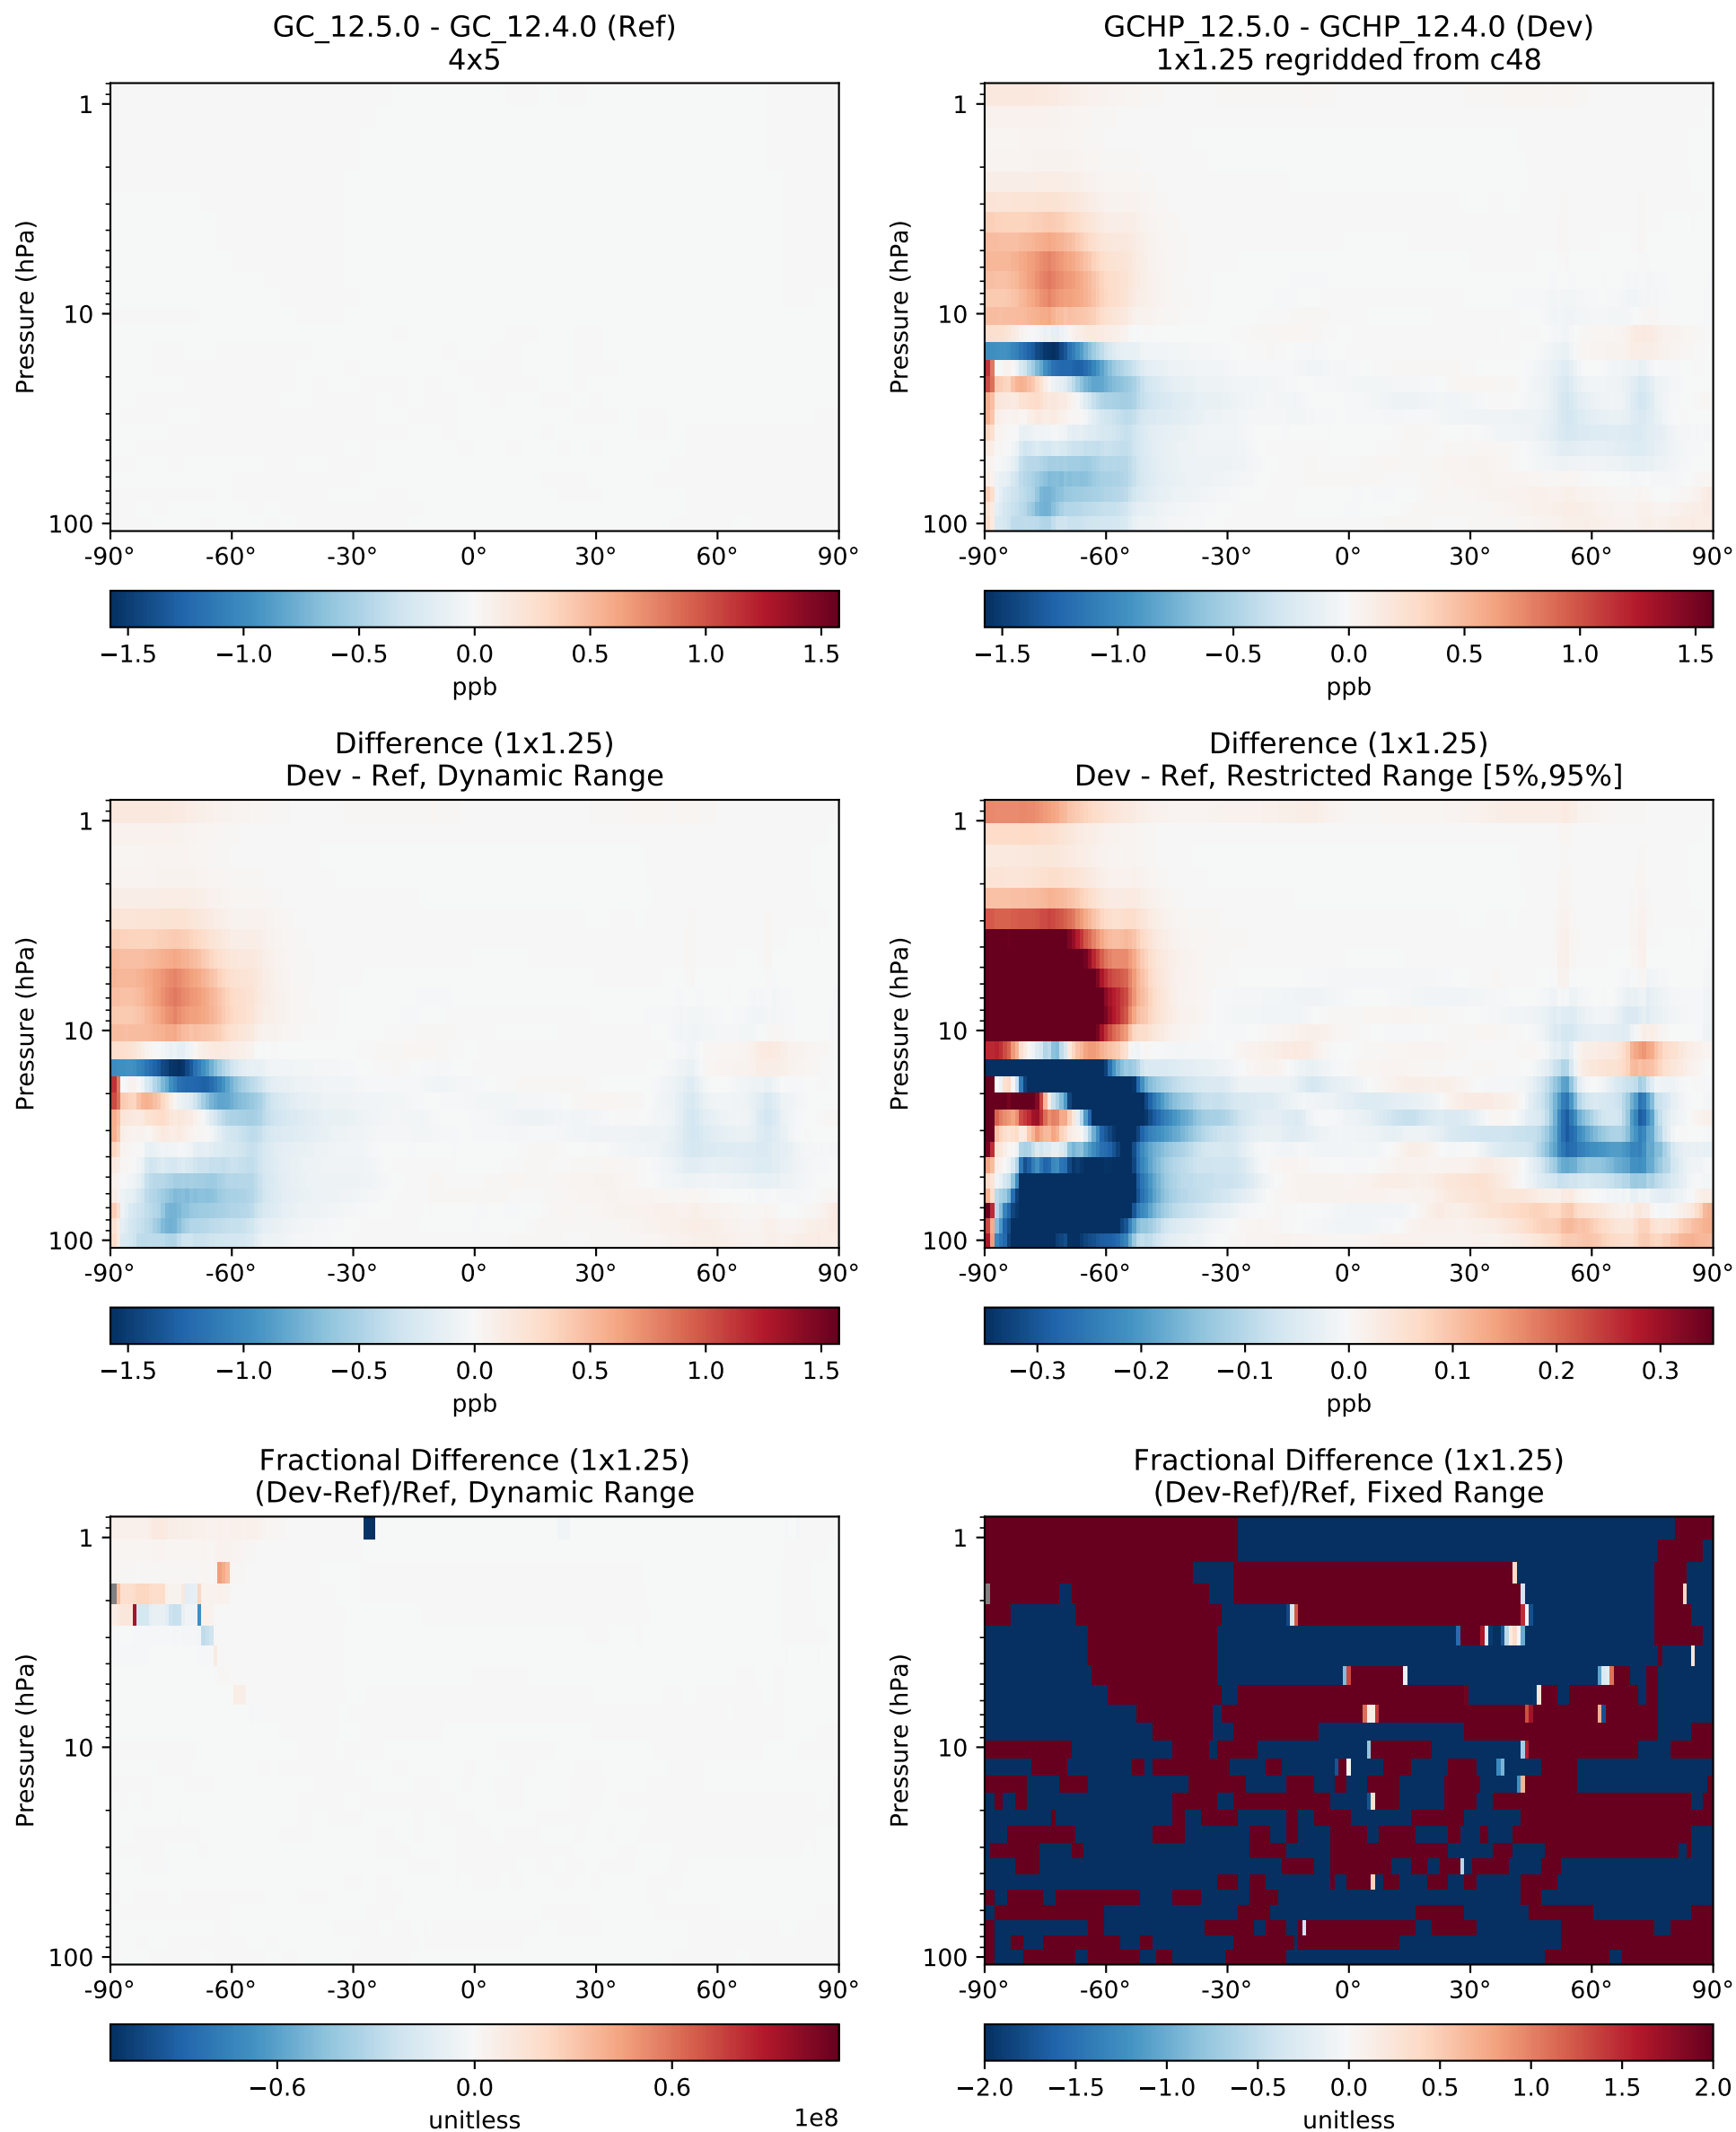 GC_12.5.0 - GC_12.4.0 (Ref)
4x5
Pressure (hPa)
1
10
100
-90° -60° -30° 0° 30° 60° 90°
−1.5 −1.0 −0.5 0.0 0.5 1.0 1.5
ppb
GCHP_12.5.0 - GCHP_12.4.0 (Dev)
1x1.25 regridded from c48
Pressure (hPa)
1
10
100
-90° -60° -30° 0° 30° 60° 90°
−1.5 −1.0 −0.5 0.0 0.5 1.0 1.5
ppb
Difference (1x1.25)
Dev - Ref, Dynamic Range
Pressure (hPa)
1
10
100
-90° -60° -30° 0° 30° 60° 90°
−1.5 −1.0 −0.5 0.0 0.5 1.0 1.5
ppb
Difference (1x1.25)
Dev - Ref, Restricted Range [5%,95%]
Pressure (hPa)
1
10
100
-90° -60° -30° 0° 30° 60° 90°
−0.3 −0.2 −0.1 0.0 0.1 0.2 0.3
ppb
Fractional Difference (1x1.25)
(Dev-Ref)/Ref, Dynamic Range
Pressure (hPa)
1
10
100
-90° -60° -30° 0° 30° 60° 90°
−0.6 0.0 0.6
unitless 1e8
Fractional Difference (1x1.25)
(Dev-Ref)/Ref, Fixed Range
Pressure (hPa)
1
10
100
-90° -60° -30° 0° 30° 60° 90°
−2.0 −1.5 −1.0 −0.5 0.0 0.5 1.0 1.5 2.0
unitless